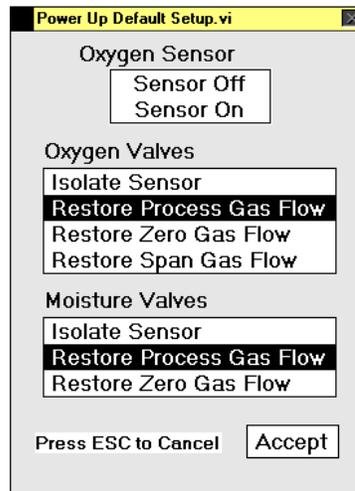 Power Up Default Setup.vi
Oxygen Sensor
Sensor Off
Sensor On
Oxygen Valves
Isolate Sensor
Restore Process Gas Flow
Restore Zero Gas Flow
Restore Span Gas Flow
Moisture Valves
Isolate Sensor
Restore Process Gas Flow
Restore Zero Gas Flow
Press ESC to Cancel Accept